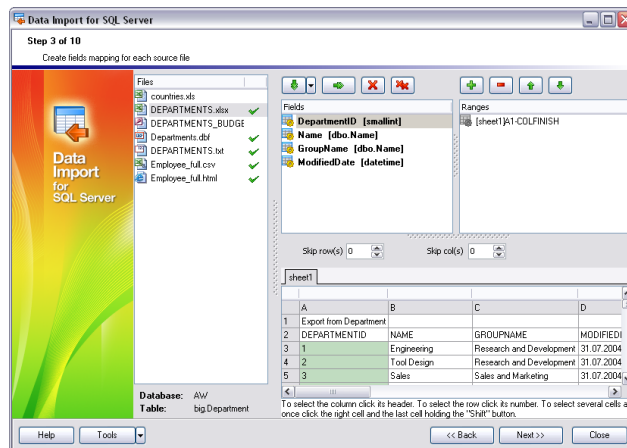 Data Import for SQL Server
Step 3 of 10
Create fields mapping for each source file
Data
Import
for
SQL Server
Files
countries.xls
DEPARTMENTS.xlsx
DEPARTMENTS_BUDGE
Departments.dbf
DEPARTMENTS.txt
Employee_full.csv
Employee_full.html
Database: AW
Table: big.Department
Fields
DepartmentID [smallint]
Name [dbo.Name]
GroupName [dbo.Name]
ModifiedDate [datetime]
Ranges
[sheet1]A1-COLFINISH
Skip row(s) 0 Skip col(s) 0
sheet1
A B C D
1 Export from Department
2 DEPARTMENTID NAME GROUPNAME MODIFIEDI
3 1 Engineering Research and Development 31.07.2004
4 2 Tool Design Research and Development 31.07.2004
5 3 Sales Sales and Marketing 31.07.2004
To select the column click its header. To select the row click its number. To select several cells a
once click the right cell and the last cell holding the "Shift" button.
Help Tools << Back Next >> Close